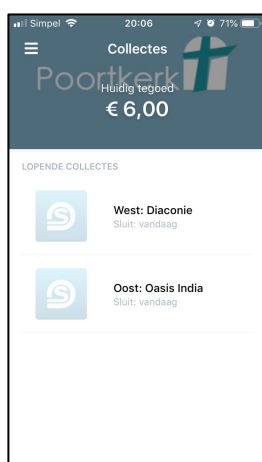 Simpel 20:06 71%
Collectes
Poortkerk
Huidig tegoed
€ 6,00
LOPENDE COLLECTES
West: Diaconie
Sluit: vandaag
Oost: Oasis India
Sluit: vandaag